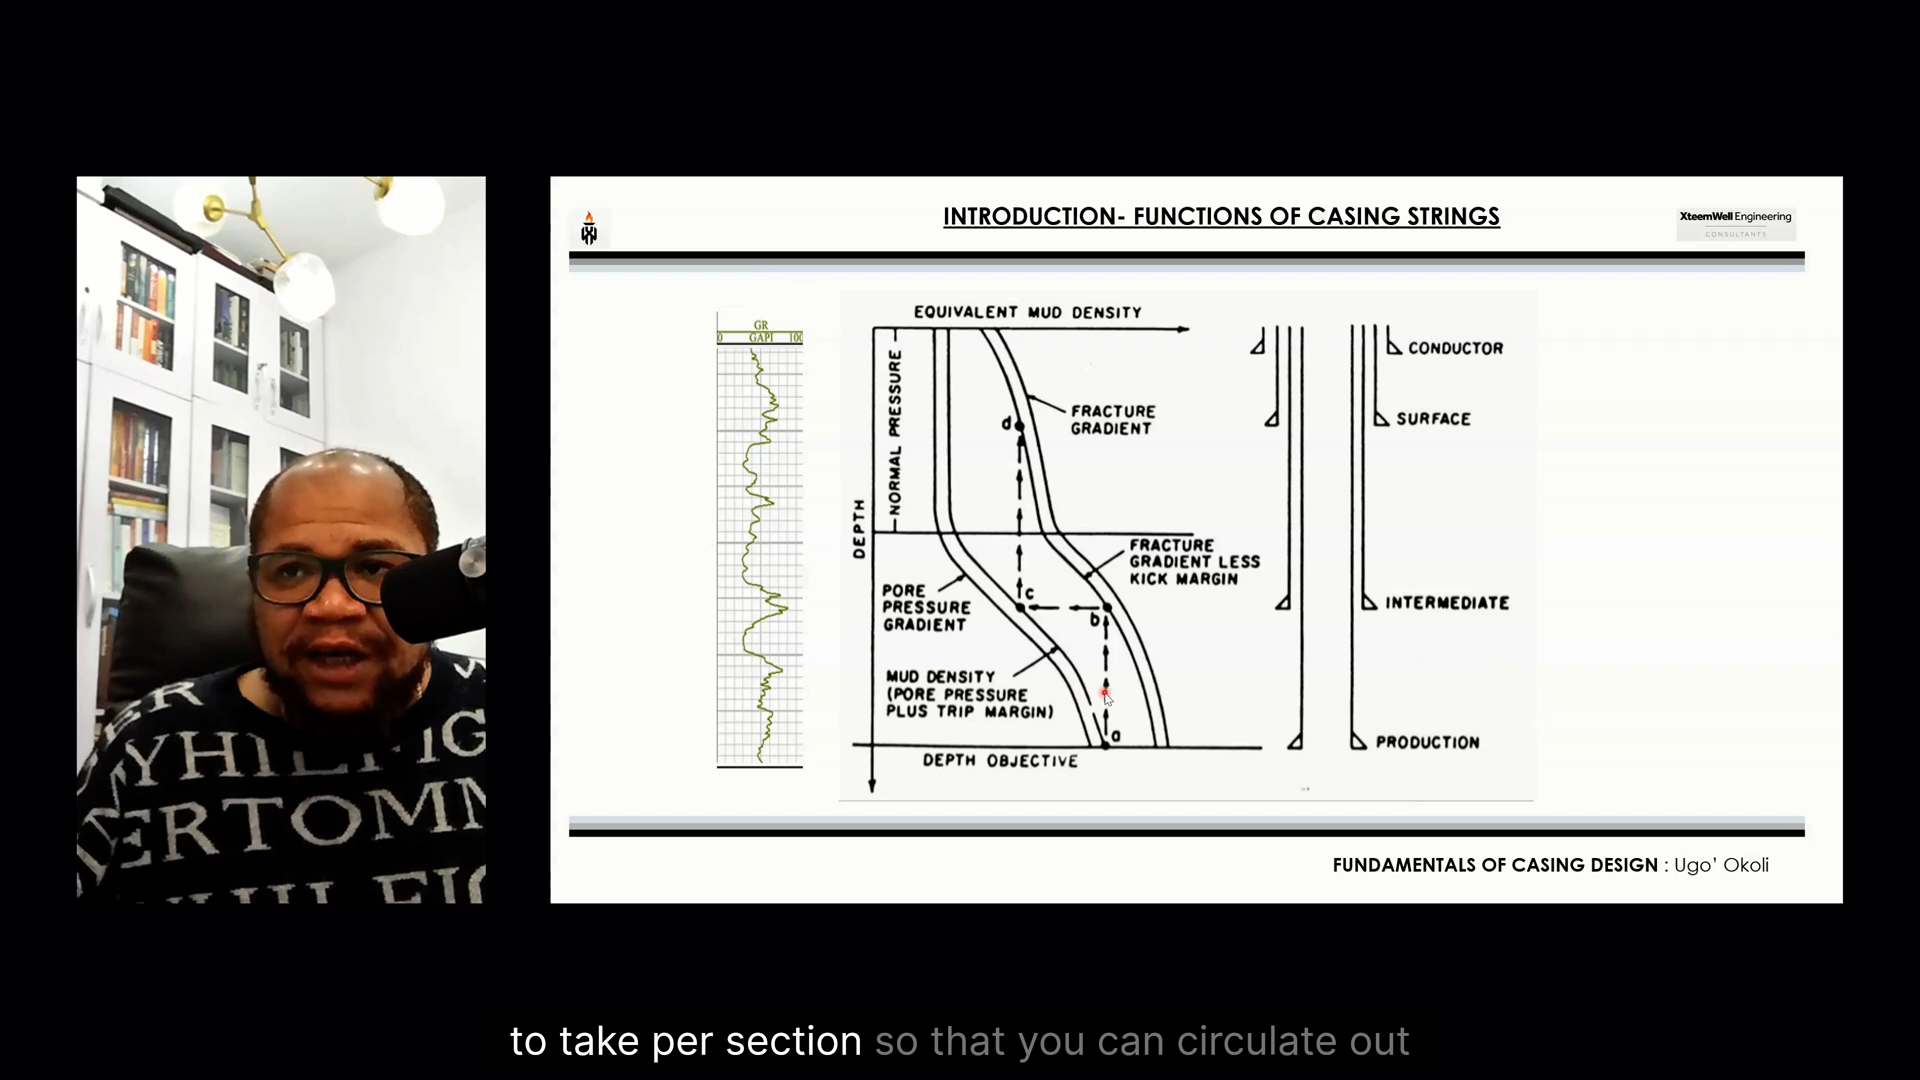 INTRODUCTION- FUNCTIONS OF CASING STRINGS
XteemWell Engineering
CONSULTANTS
GR
0 GAPI 100
EQUIVALENT MUD DENSITY
NORMAL PRESSURE
DEPTH
d
FRACTURE
GRADIENT
FRACTURE
GRADIENT LESS
KICK MARGIN
PORE
PRESSURE
GRADIENT
c
b
MUD DENSITY
(PORE PRESSURE
PLUS TRIP MARGIN)
a
DEPTH OBJECTIVE
CONDUCTOR
SURFACE
INTERMEDIATE
PRODUCTION
FUNDAMENTALS OF CASING DESIGN : Ugo' Okoli
ERTOM
to take per section so that you can circulate out